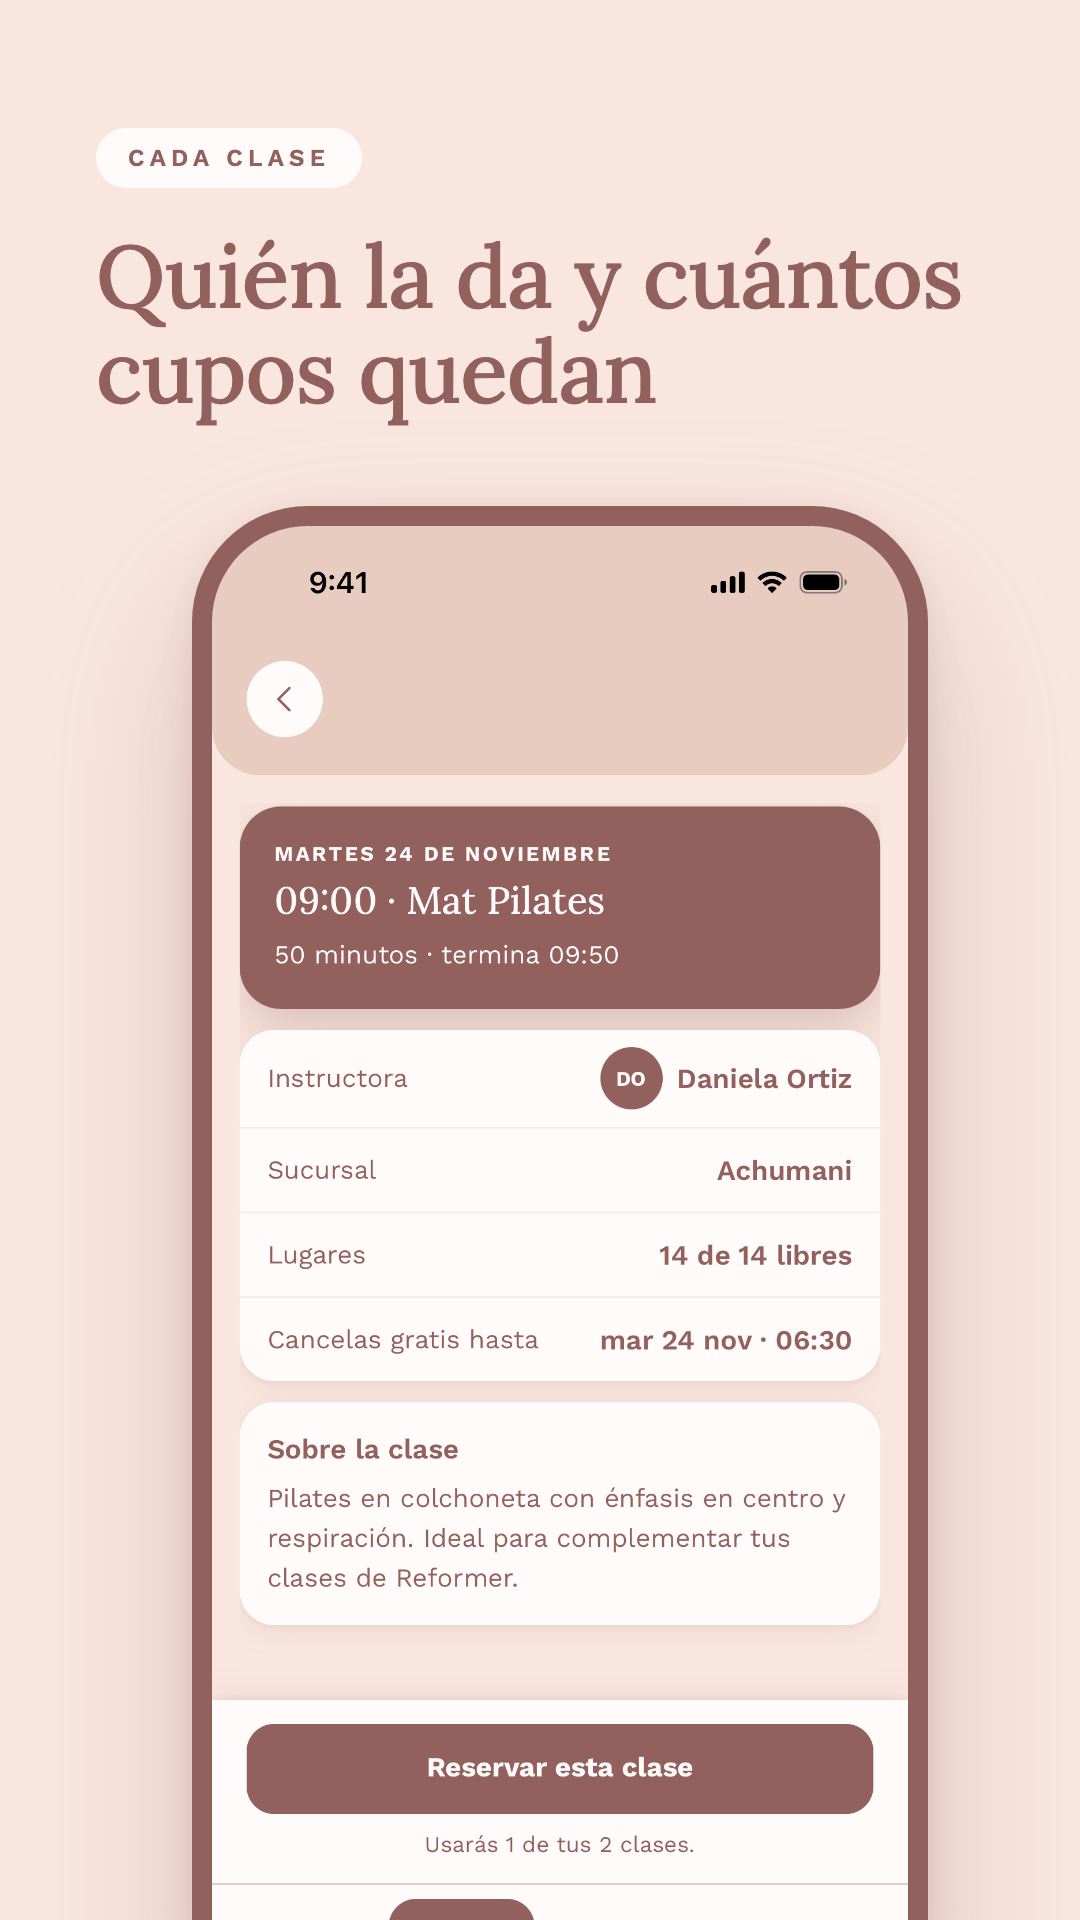 CADA CLASE
Quién la da y cuántos
cupos quedan
9:41
MARTES 24 DE NOVIEMBRE
09:00 · Mat Pilates
50 minutos · termina 09:50
Instructora DO Daniela Ortiz
Sucursal Achumani
Lugares 14 de 14 libres
Cancelas gratis hasta mar 24 nov · 06:30
Sobre la clase
Pilates en colchoneta con énfasis en centro y
respiración. Ideal para complementar tus
clases de Reformer.
Reservar esta clase
Usarás 1 de tus 2 clases.